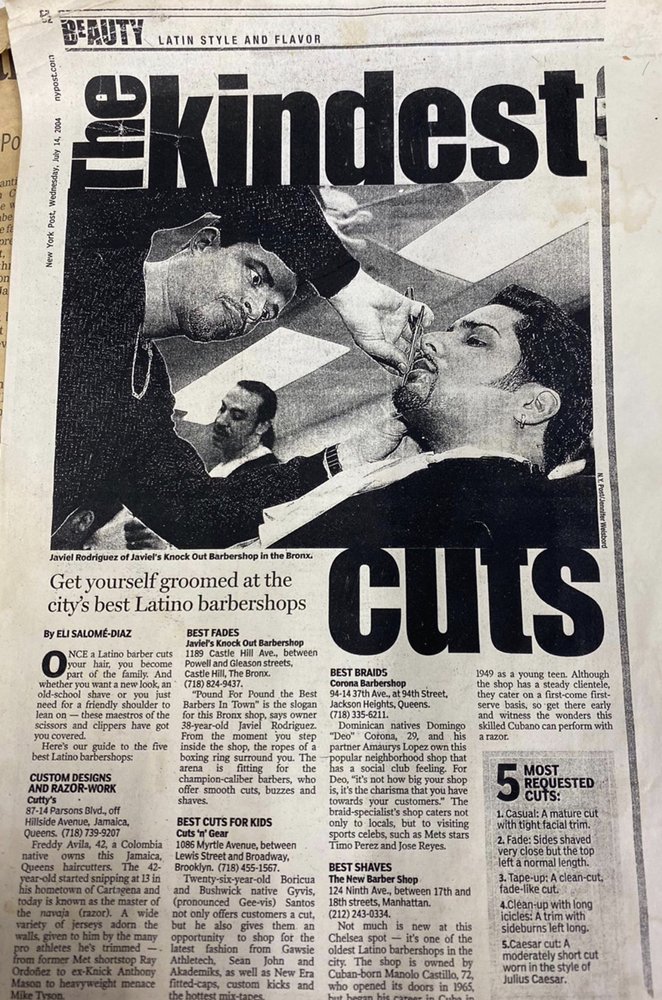 BEAUTY LATIN STYLE AND FLAVOR
New York Post, Wednesday, July 14, 2004 nypost.com
The kindest
N.Y. Post/Jennifer Weisbord
Javiel Rodriguez of Javiel's Knock Out Barbershop in the Bronx.
cuts
Get yourself groomed at the
city's best Latino barbershops
By ELI SALOMÉ-DIAZ
ONCE a Latino barber cuts
your hair, you become
part of the family. And
whether you want a new look, an
old-school shave or you just
need for a friendly shoulder to
lean on — these maestros of the
scissors and clippers have got
you covered.
Here's our guide to the five
best Latino barbershops:
CUSTOM DESIGNS
AND RAZOR-WORK
Cutty's
87-14 Parsons Blvd., off
Hillside Avenue, Jamaica,
Queens. (718) 739-9207
Freddy Avila, 42, a Colombia
native owns this Jamaica,
Queens haircutters. The 42-
year-old started snipping at 13 in
his hometown of Cartagena and
today is known as the master of
the navaja (razor). A wide
variety of jerseys adorn the
walls, given to him by the many
pro athletes he's trimmed —
from former Met shortstop Ray
Ordoñez to ex-Knick Anthony
Mason to heavyweight menace
Mike Tyson.
BEST FADES
Javiel's Knock Out Barbershop
1189 Castle Hill Ave., between
Powell and Gleason streets,
Castle Hill, The Bronx.
(718) 824-9437.
"Pound For Pound the Best
Barbers In Town" is the slogan
for this Bronx shop, says owner
38-year-old Javiel Rodriguez.
From the moment you step
inside the shop, the ropes of a
boxing ring surround you. The
arena is fitting for the
champion-caliber barbers, who
offer smooth cuts, buzzes and
shaves.
BEST CUTS FOR KIDS
Cuts 'n' Gear
1086 Myrtle Avenue, between
Lewis Street and Broadway,
Brooklyn. (718) 455-1567.
Twenty-six-year-old Boricua
and Bushwick native Gyvis,
(pronounced Gee-vis) Santos
not only offers customers a cut,
but he also gives them an
opportunity to shop for the
latest fashion from Gawsie
Athletech, Sean John and
Akademiks, as well as New Era
fitted-caps, custom kicks and
the hottest mix-tapes.
BEST BRAIDS
Corona Barbershop
94-14 37th Ave., at 94th Street,
Jackson Heights, Queens.
(718) 335-6211.
Dominican natives Domingo
"Deo" Corona, 29, and his
partner Amaurys Lopez own this
popular neighborhood shop that
has a social club feeling. For
Deo, "it's not how big your shop
is, it's the charisma that you have
towards your customers." The
braid-specialist's shop caters not
only to locals, but to visiting
sports celebs, such as Mets stars
Timo Perez and Jose Reyes.
BEST SHAVES
The New Barber Shop
124 Ninth Ave., between 17th and
18th streets, Manhattan.
(212) 243-0334.
Not much is new at this
Chelsea spot — it's one of the
oldest Latino barbershops in the
city. The shop is owned by
Cuban-born Manolo Castillo, 72,
who opened its doors in 1965,
but began his career in Cuba in
1949 as a young teen. Although
the shop has a steady clientele,
they cater on a first-come first-
serve basis, so get there early
and witness the wonders this
skilled Cubano can perform with
a razor.
5 MOST
REQUESTED
CUTS:
1. Casual: A mature cut
with tight facial trim.
2. Fade: Sides shaved
very close but the top
left a normal length.
3. Tape-up: A clean-cut,
fade-like cut.
4.Clean-up with long
icicles: A trim with
sideburns left long.
5.Caesar cut: A
moderately short cut
worn in the style of
Julius Caesar.